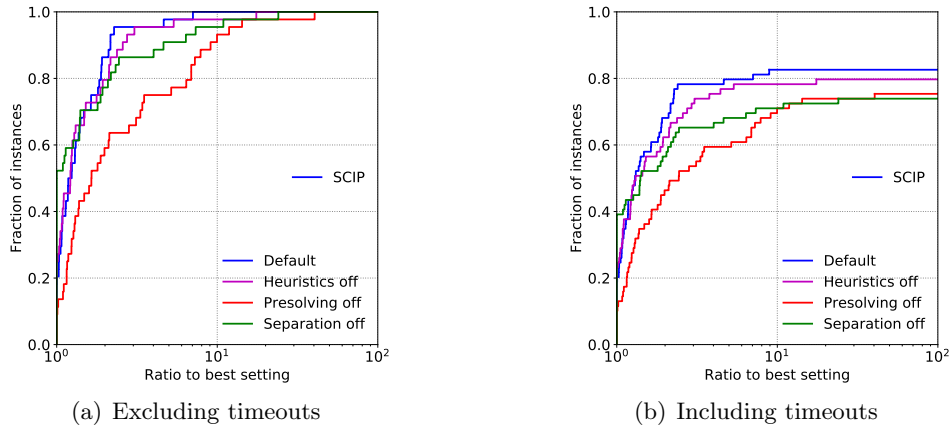 1.0
0.8
0.6
0.4
0.2
0.0
Fraction of instances
SCIP
Default
Heuristics off
Presolving off
Separation off
10^0
10^1
10^2
Ratio to best setting
(a) Excluding timeouts
1.0
0.8
0.6
0.4
0.2
0.0
Fraction of instances
SCIP
Default
Heuristics off
Presolving off
Separation off
10^0
10^1
10^2
Ratio to best setting
(b) Including timeouts